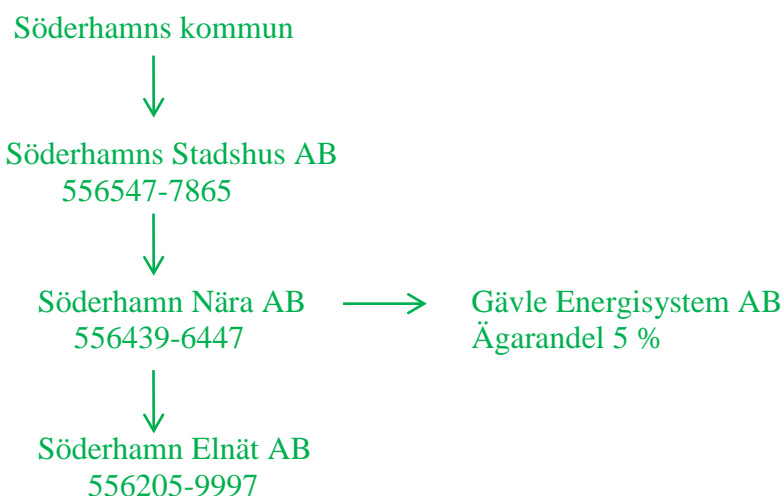 Söderhamns kommun
Söderhamns Stadshus AB
556547-7865
Söderhamn Nära AB
556439-6447
Gävle Energisystem AB
Ägarandel 5 %
Söderhamn Elnät AB
556205-9997